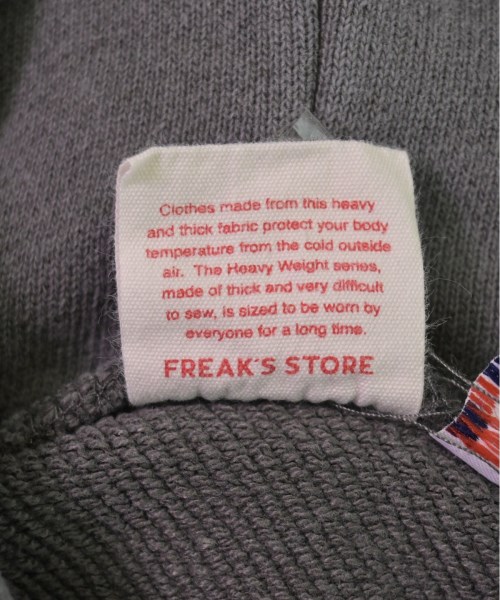 Clothes made from this heavy
and thick fabric protect your body
temperature from the cold outside
air. The Heavy Weight series,
made of thick and very difficult
to sew, is sized to be worn by
everyone for a long time.
FREAK'S STORE